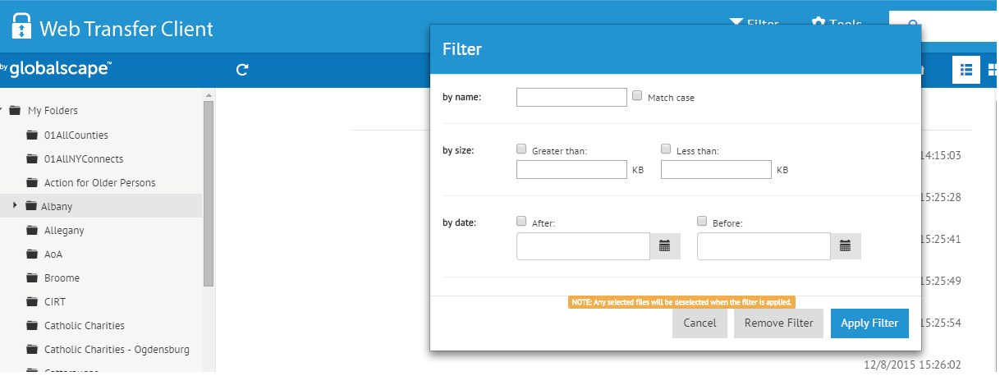 Web Transfer Client
Filter Tools
by globalscape™
Filter
by name: Match case
by size: Greater than: Less than:
KB KB
by date: After: Before:
NOTE: Any selected files will be deselected when the filter is applied.
Cancel Remove Filter Apply Filter
My Folders
01AllCounties
01AllNYConnects
Action for Older Persons
Albany
Allegany
AoA
Broome
CIRT
Catholic Charities
Catholic Charities - Ogdensburg
14:15:03
15:25:28
15:25:41
15:25:49
15:25:54
12/8/2015 15:26:02